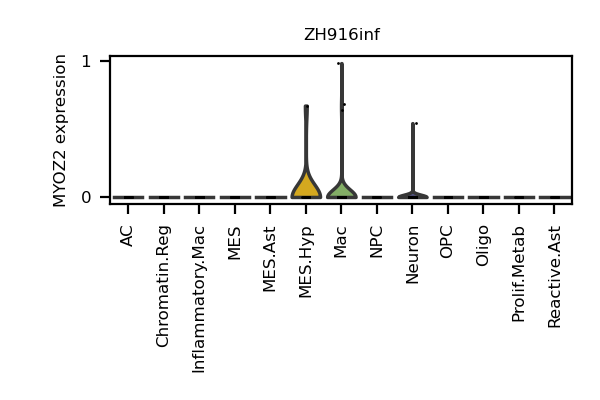 ZH916inf
MYOZ2 expression
1
0
AC
Chromatin.Reg
Inflammatory.Mac
MES
MES.Ast
MES.Hyp
Mac
NPC
Neuron
OPC
Oligo
Prolif.Metab
Reactive.Ast